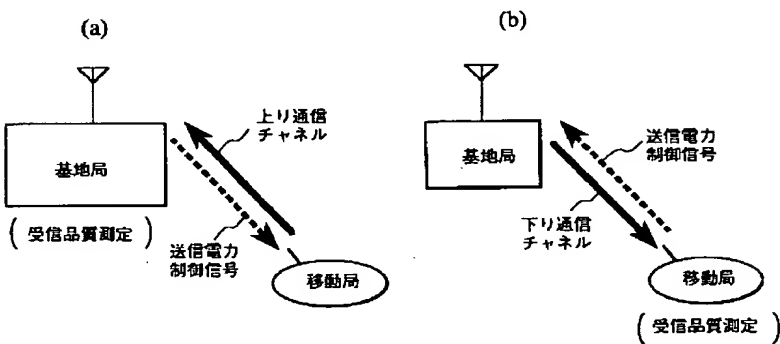 (a)
上り通信
チャネル
基地局
(受信品質測定)
送信電力
制御信号
移動局
(b)
送信電力
制御信号
基地局
下り通信
チャネル
移動局
(受信品質測定)